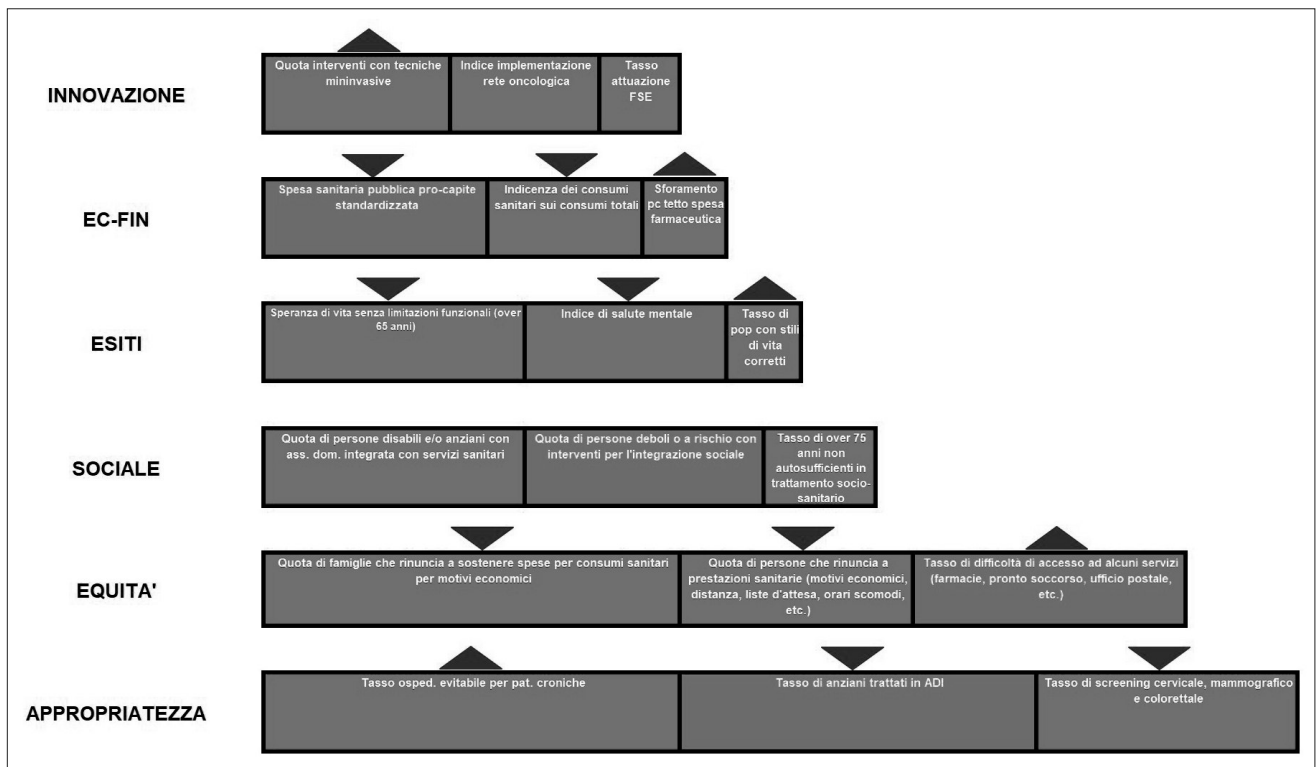 INNOVAZIONE
Quota interventi con tecniche
mininvasive
Indice implementazione
rete oncologica
Tasso
attuazione
FSE
EC-FIN
Spesa sanitaria pubblica pro-capite
standardizzata
Indicenza dei consumi
sanitari sui consumi totali
Sforamento
pc tetto spesa
farmaceutica
ESITI
Speranza di vita senza limitazioni funzionali (over
65 anni)
Indice di salute mentale
Tasso di
pop con stili
di vita
corretti
SOCIALE
Quota di persone disabili e/o anziani con
ass. dom. integrata con servizi sanitari
Quota di persone deboli o a rischio con
interventi per l'integrazione sociale
Tasso di over 75
anni non
autosufficienti in
trattamento socio-
sanitario
EQUITA'
Quota di famiglie che rinuncia a sostenere spese per consumi sanitari
per motivi economici
Quota di persone che rinuncia a
prestazioni sanitarie (motivi economici,
distanza, liste d'attesa, orari scomodi,
etc.)
Tasso di difficoltà di accesso ad alcuni servizi
(farmacie, pronto soccorso, ufficio postale,
etc.)
APPROPRIATEZZA
Tasso osped. evitabile per pat. croniche
Tasso di anziani trattati in ADI
Tasso di screening cervicale, mammografico
e colorettale